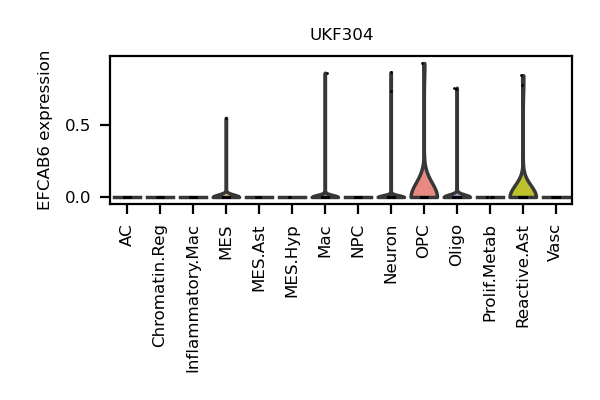 UKF304
EFCAB6 expression
0.5
0.0
AC
Chromatin.Reg
Inflammatory.Mac
MES
MES.Ast
MES.Hyp
Mac
NPC
Neuron
OPC
Oligo
Prolif.Metab
Reactive.Ast
Vasc